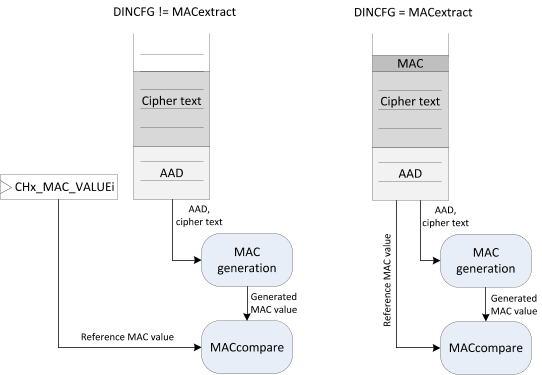 DINCFG != MACextract
DINCFG = MACextract
MAC
Cipher text
Cipher text
AAD
AAD
CHx_MAC_VALUEi
AAD,
cipher text
AAD,
cipher text
Reference MAC value
MAC
generation
MAC
generation
Generated
MAC value
Generated
MAC value
Reference MAC value
MACcompare
MACcompare